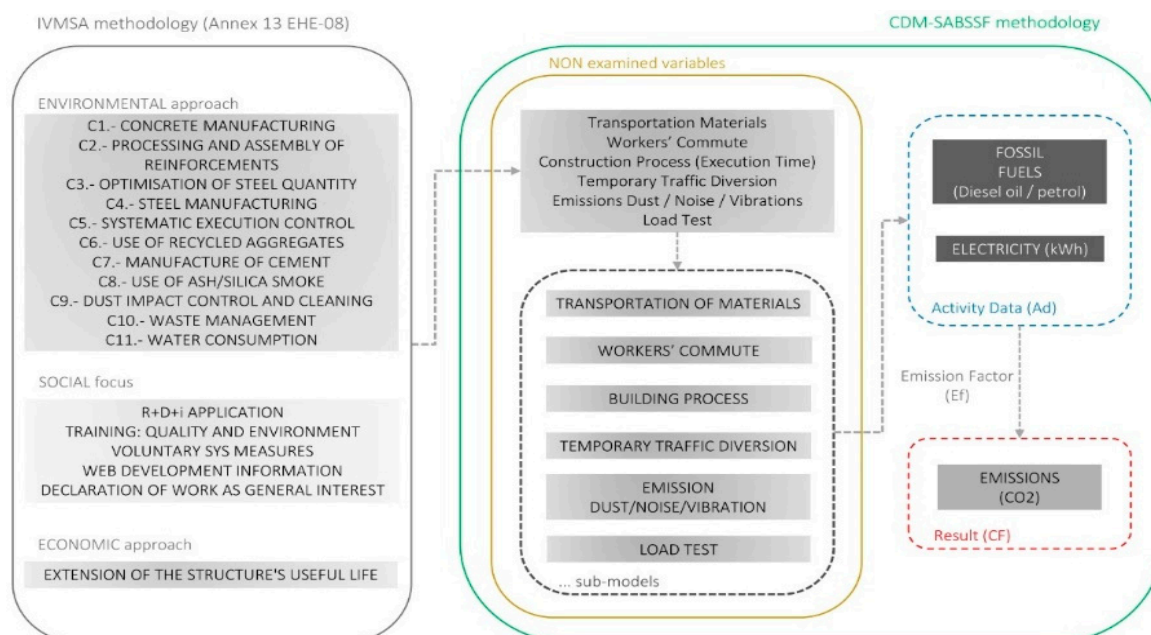 IVMSA methodology (Annex 13 EHE-08)
ENVIRONMENTAL approach
C1.- CONCRETE MANUFACTURING
C2.- PROCESSING AND ASSEMBLY OF
REINFORCEMENTS
C3.- OPTIMISATION OF STEEL QUANTITY
C4.- STEEL MANUFACTURING
C5.- SYSTEMATIC EXECUTION CONTROL
C6.- USE OF RECYCLED AGGREGATES
C7.- MANUFACTURE OF CEMENT
C8.- USE OF ASH/SILICA SMOKE
C9.- DUST IMPACT CONTROL AND CLEANING
C10.- WASTE MANAGEMENT
C11.- WATER CONSUMPTION
SOCIAL focus
R+D+i APPLICATION
TRAINING: QUALITY AND ENVIRONMENT
VOLUNTARY SYS MEASURES
WEB DEVELOPMENT INFORMATION
DECLARATION OF WORK AS GENERAL INTEREST
ECONOMIC approach
EXTENSION OF THE STRUCTURE'S USEFUL LIFE
CDM-SABSSF methodology
NON examined variables
Transportation Materials
Workers' Commute
Construction Process (Execution Time)
Temporary Traffic Diversion
Emissions Dust / Noise / Vibrations
Load Test
TRANSPORTATION OF MATERIALS
WORKERS' COMMUTE
BUILDING PROCESS
TEMPORARY TRAFFIC DIVERSION
EMISSION
DUST/NOISE/VIBRATION
LOAD TEST
... sub-models
FOSSIL
FUELS
(Diesel oil / petrol)
ELECTRICITY (kWh)
Activity Data (Ad)
Emission Factor
(Ef)
EMISSIONS
(CO2)
Result (CF)